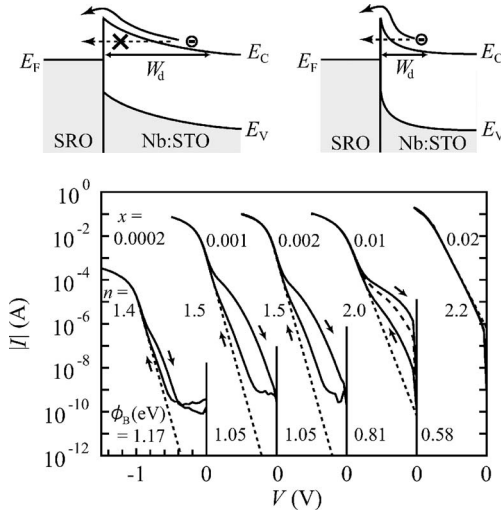 E_F
W_d
E_C
E_V
SRO
Nb:STO
W_d
E_C
E_V
SRO
Nb:STO
|I| (A)
10^0
10^-2
10^-4
10^-6
10^-8
10^-10
10^-12
x =
0.0002
0.001
0.002
0.01
0.02
n =
1.4
1.5
1.5
2.0
2.2
ϕ_B(eV)
= 1.17
1.05
1.05
0.81
0.58
-1
0
0
0
0
0
V (V)